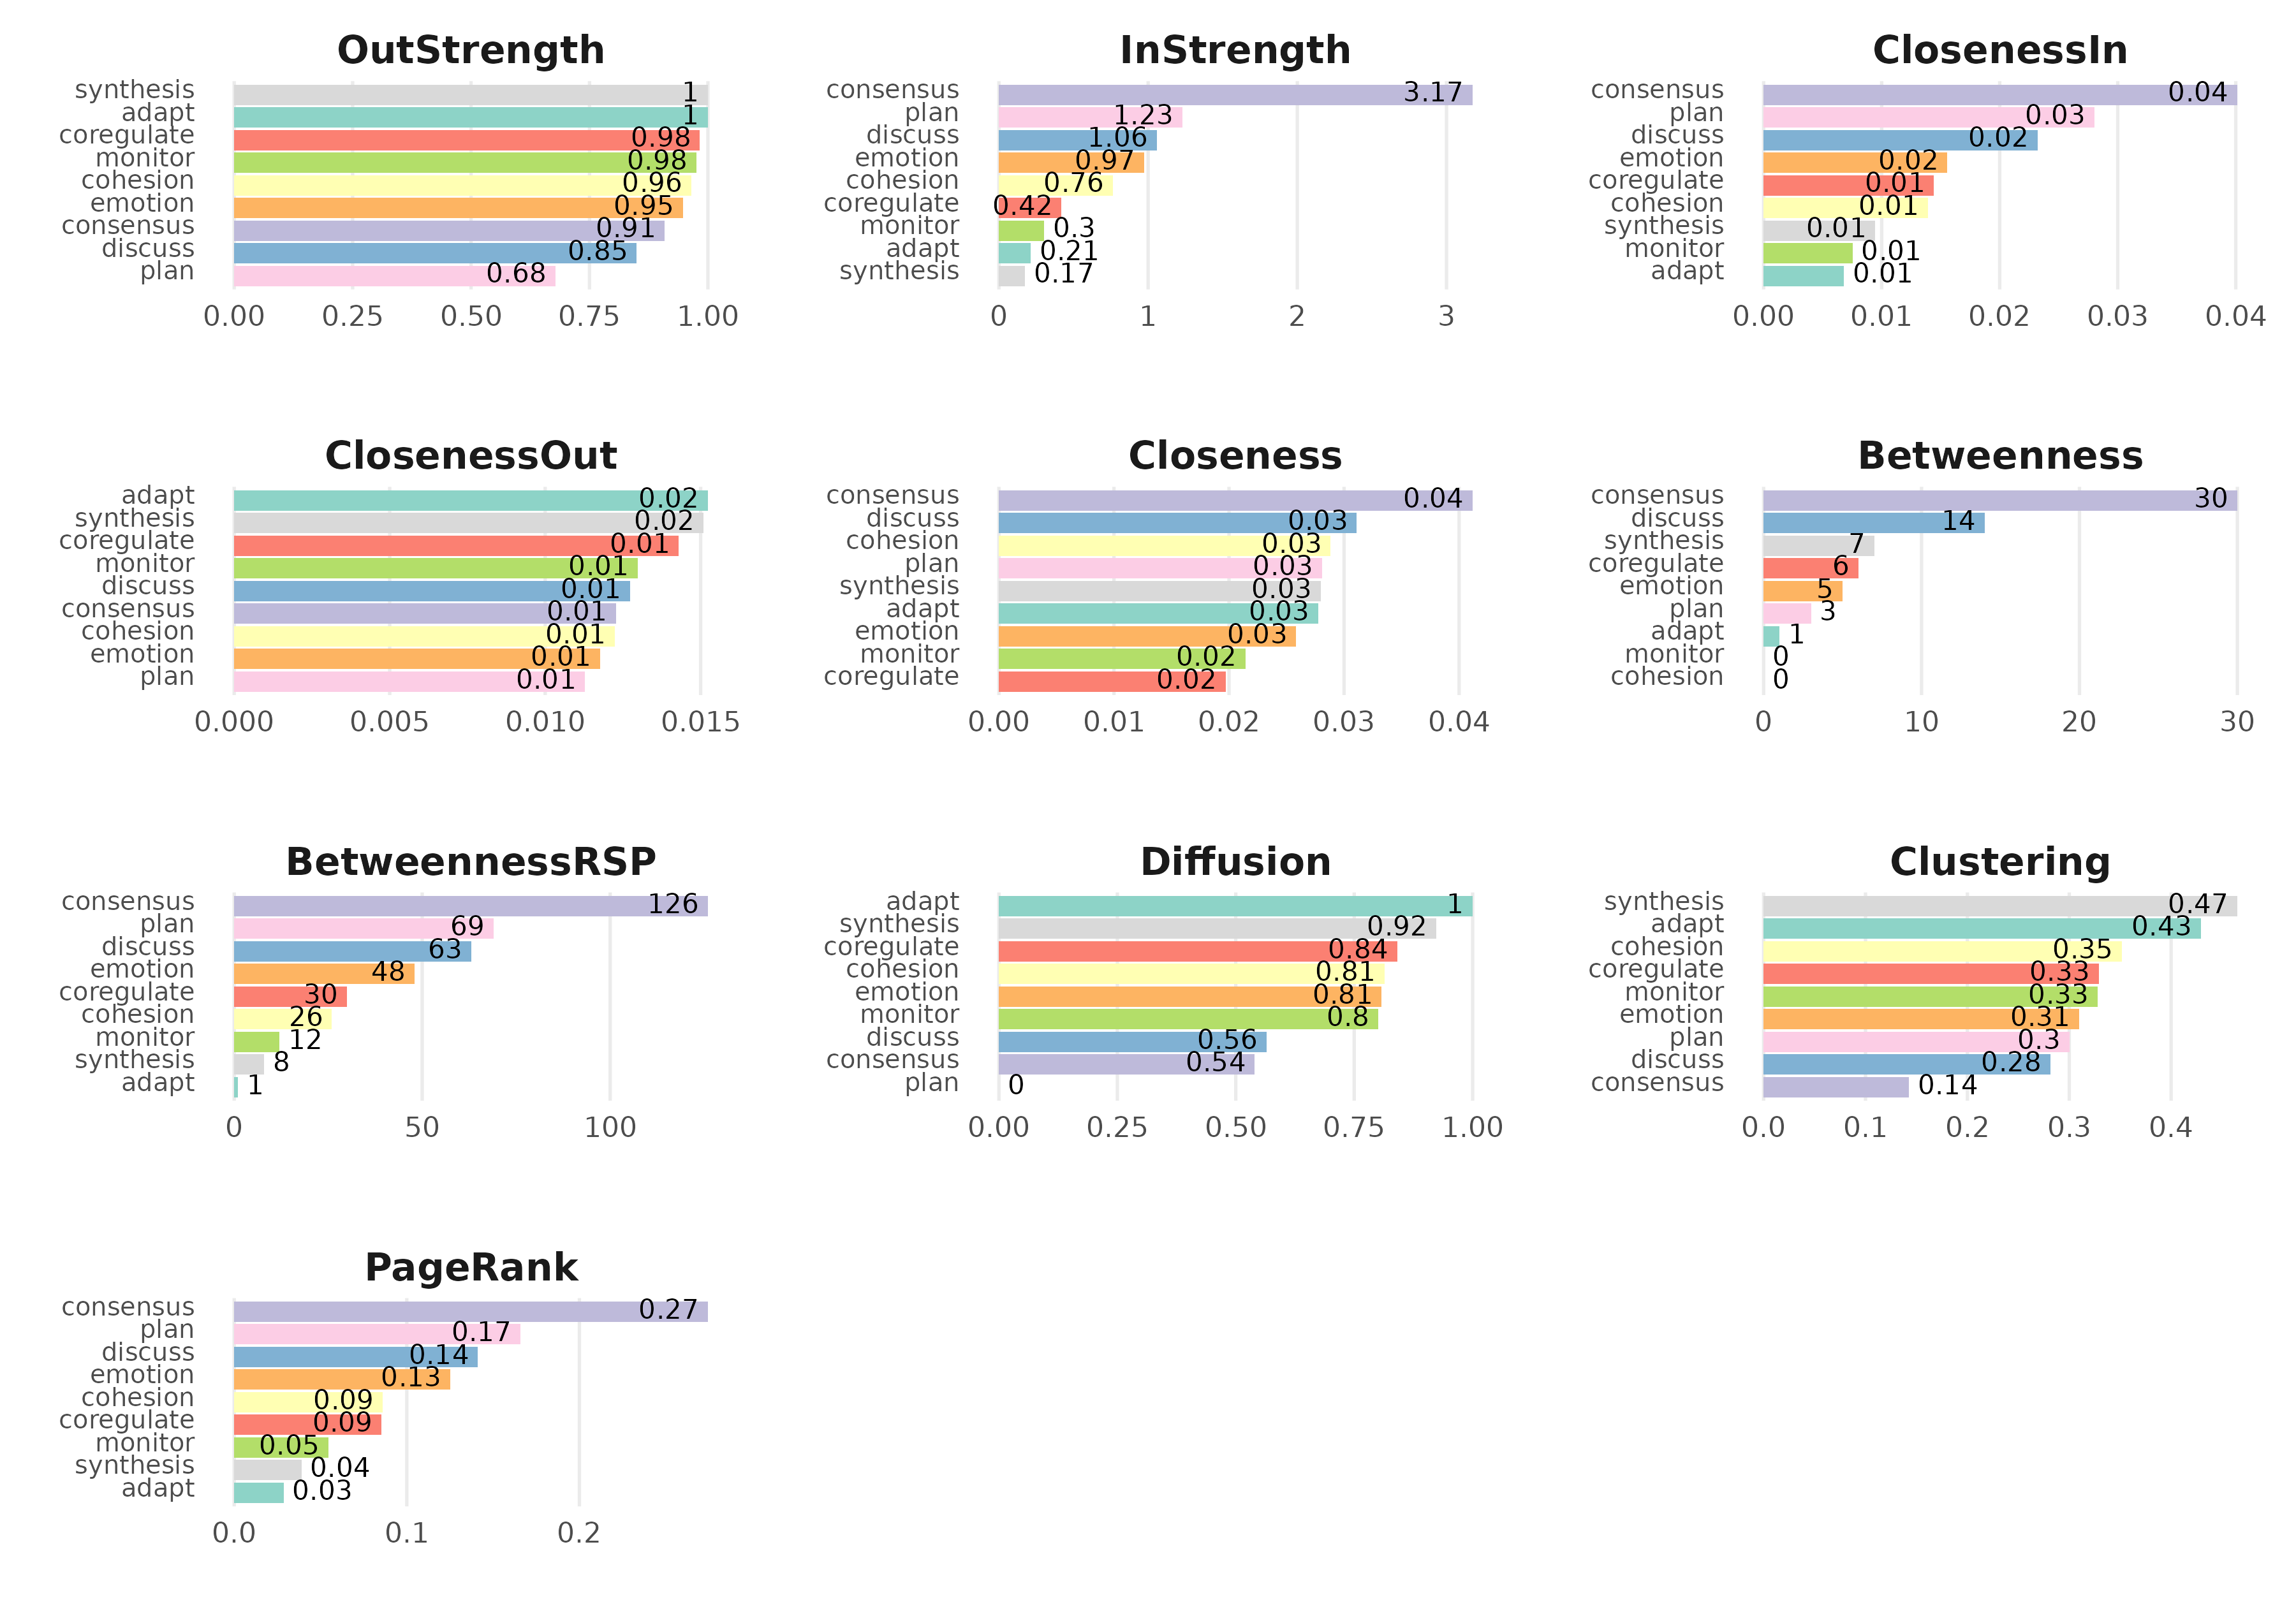 OutStrength
synthesis 1
adapt 1
coregulate 0.98
monitor 0.98
cohesion 0.96
emotion 0.95
consensus 0.91
discuss 0.85
plan 0.68
0.00 0.25 0.50 0.75 1.00
InStrength
consensus 3.17
plan 1.23
discuss 1.06
emotion 0.97
cohesion 0.76
coregulate 0.42
monitor 0.3
adapt 0.21
synthesis 0.17
0 1 2 3
ClosenessIn
consensus 0.04
plan 0.03
discuss 0.02
emotion 0.02
coregulate 0.01
cohesion 0.01
synthesis 0.01
monitor 0.01
adapt 0.01
0.00 0.01 0.02 0.03 0.04
ClosenessOut
adapt 0.02
synthesis 0.02
coregulate 0.01
monitor 0.01
discuss 0.01
consensus 0.01
cohesion 0.01
emotion 0.01
plan 0.01
0.000 0.005 0.010 0.015
Closeness
consensus 0.04
discuss 0.03
cohesion 0.03
plan 0.03
synthesis 0.03
adapt 0.03
emotion 0.03
monitor 0.02
coregulate 0.02
0.00 0.01 0.02 0.03 0.04
Betweenness
consensus 30
discuss 14
synthesis 7
coregulate 6
emotion 5
plan 3
adapt 1
monitor 0
cohesion 0
0 10 20 30
BetweennessRSP
consensus 126
plan 69
discuss 63
emotion 48
coregulate 30
cohesion 26
monitor 12
synthesis 8
adapt 1
0 50 100
Diffusion
adapt 1
synthesis 0.92
coregulate 0.84
cohesion 0.81
emotion 0.81
monitor 0.8
discuss 0.56
consensus 0.54
plan 0
0.00 0.25 0.50 0.75 1.00
Clustering
synthesis 0.47
adapt 0.43
cohesion 0.35
coregulate 0.33
monitor 0.33
emotion 0.31
plan 0.3
discuss 0.28
consensus 0.14
0.0 0.1 0.2 0.3 0.4
PageRank
consensus 0.27
plan 0.17
discuss 0.14
emotion 0.13
cohesion 0.09
coregulate 0.09
monitor 0.05
synthesis 0.04
adapt 0.03
0.0 0.1 0.2